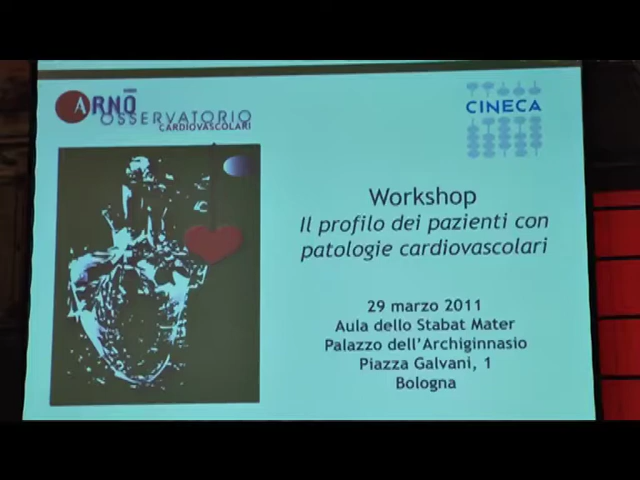 ARNO
OSSERVATORIO
CARDIOVASCOLARI
CINECA
Workshop
Il profilo dei pazienti con
patologie cardiovascolari
29 marzo 2011
Aula dello Stabat Mater
Palazzo dell'Archiginnasio
Piazza Galvani, 1
Bologna